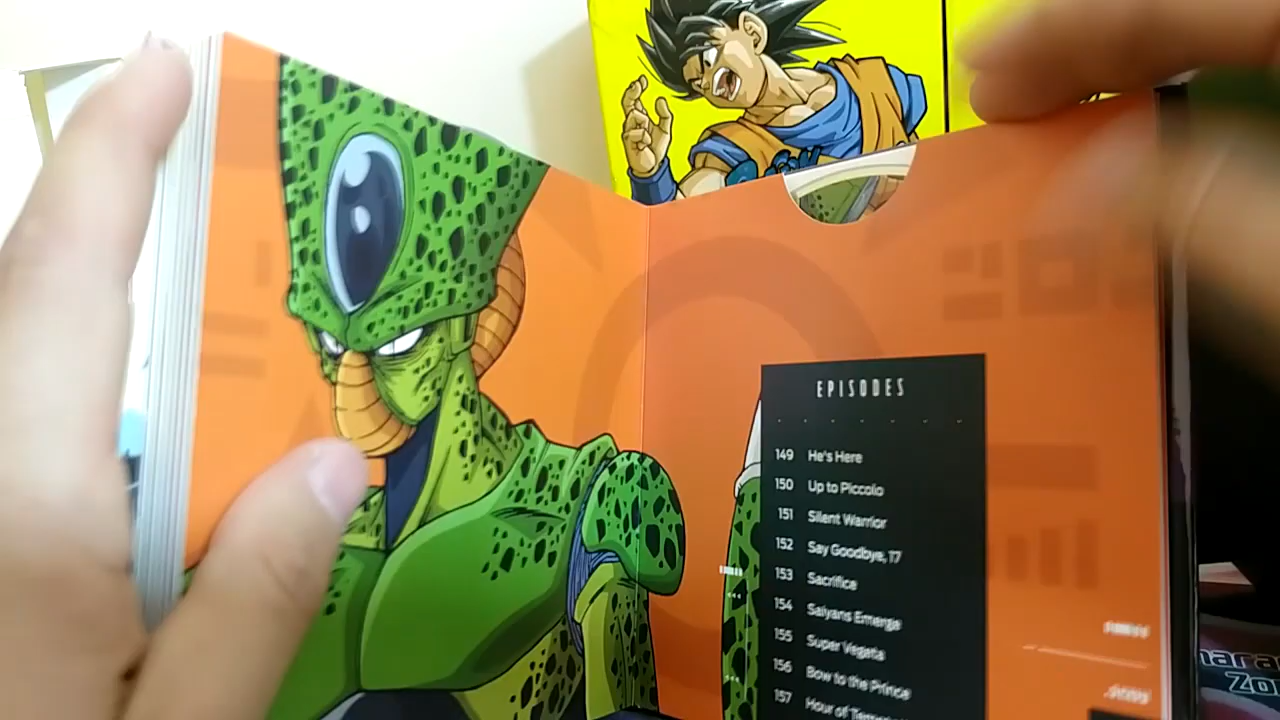 EPISODES
149 He's Here
150 Up to Piccolo
151 Silent Warrior
152 Say Goodbye, 17
153 Sacrifice
154 Saiyans Emerge
155 Super Vegeta
156 Bow to the Prince
157 Hour of